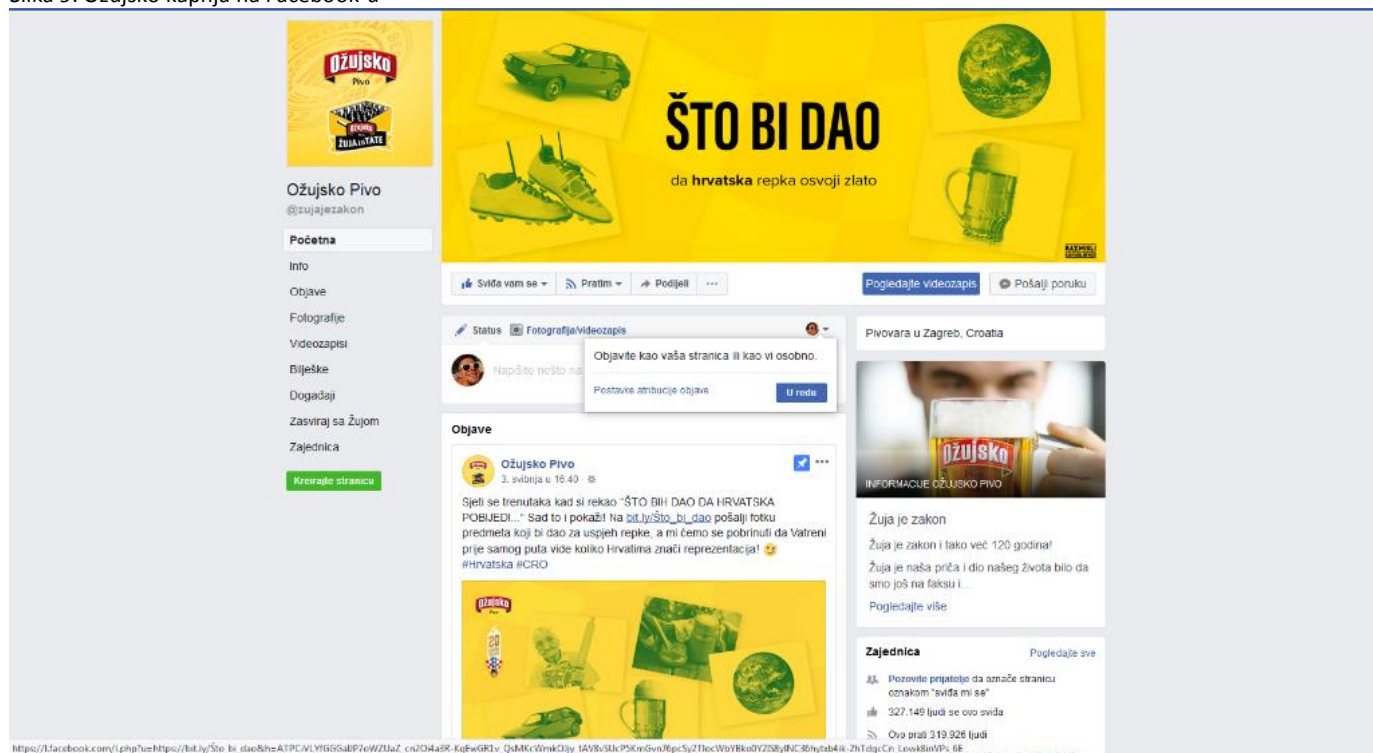 Ožujsko
Pivo
OŽUJSKO
ŽUJA JE TATE
Ožujsko Pivo
@zujajezakon
Početna
Info
Objave
Fotografije
Videozapisi
Bilješke
Događaji
Zasviraj sa Žujom
Zajednica
Kreirajte stranicu
ŠTO BI DAO
da hrvatska repka osvoji zlato
RAZMISLI
Sviđa vam se
Pratim
Podijeli
Pogledajte videozapis
Pošalji poruku
Status Fotografija/videozapis
Napišite nešto na
Objavite kao vaša stranica ili kao vi osobno.
Postavke atribucije objave
U redu
Objave
Ožujsko Pivo
3. svibnja u 16:40
Sjeti se trenutaka kad si rekao "ŠTO BIH DAO DA HRVATSKA
POBIJEDI..." Sad to i pokaži! Na bit.ly/Što_bi_dao pošalji fotku
predmeta koji bi dao za uspjeh repke, a mi ćemo se pobrinuti da Vatreni
prije samog puta vide koliko Hrvatima znači reprezentacija!
#Hrvatska #CRO
Ožujsko
Pivo
20
Pivovara u Zagreb, Croatia
Ožujsko
INFORMACIJE OŽUJSKO PIVO
Žuja je zakon
Žuja je zakon i tako već 120 godina!
Žuja je naša priča i dio našeg života bilo da
smo još na faksu i...
Pogledajte više
Zajednica
Pogledajte sve
Pozovite prijatelje da označe stranicu
oznakom "sviđa mi se"
327.149 ljudi se ovo sviđa
Ovo prati 319.926 ljudi